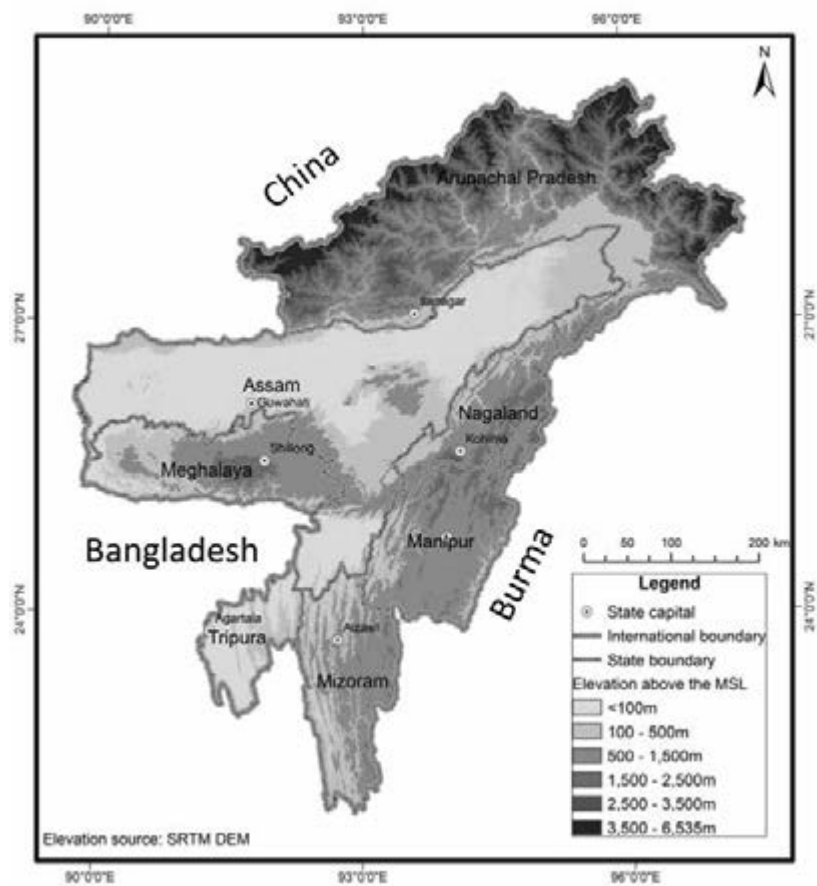 90°0'0"E 93°0'0"E 96°0'0"E
N
China
Arunachal Pradesh
27°0'0"N 27°0'0"N
Itanagar
Assam
Guwahati
Nagaland
Kohima
Shillong
Meghalaya
Bangladesh
Manipur
Burma
0 25 50 100 200 km
Legend
State capital
International boundary
State boundary
Elevation above the MSL
<100m
100 - 500m
500 - 1,500m
1,500 - 2,500m
2,500 - 3,500m
3,500 - 6,535m
24°0'0"N 24°0'0"N
Agartala
Tripura
Aizawl
Mizoram
Elevation source: SRTM DEM
90°0'0"E 93°0'0"E 96°0'0"E